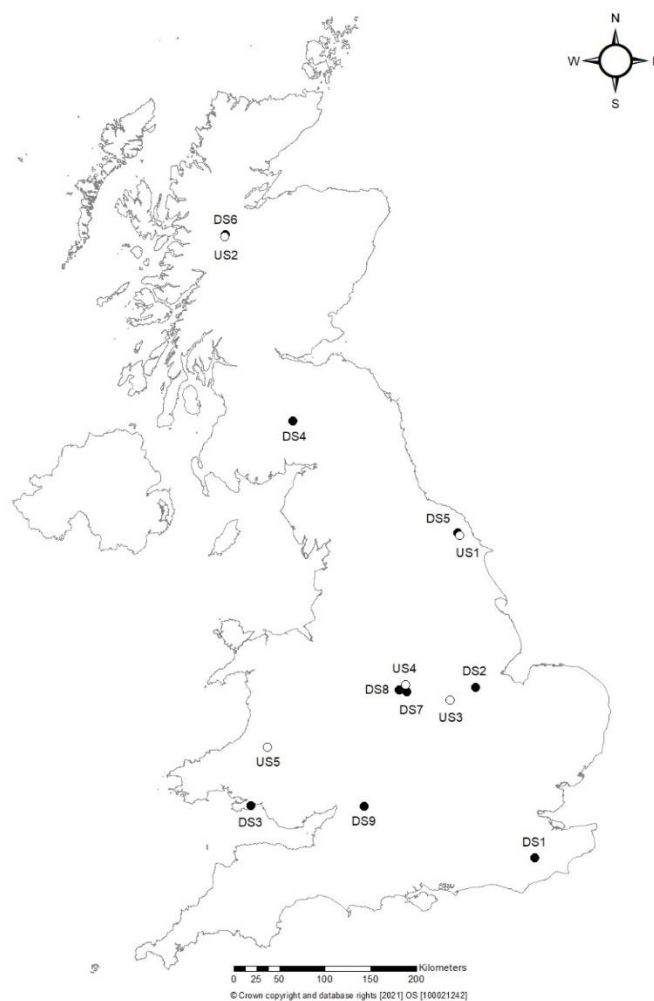 N
W E
S
DS6
US2
DS4
DS5
US1
US4
DS2
DS8
DS7
US3
US5
DS3
DS9
DS1
Kilometers
0 25 50 100 150 200
© Crown copyright and database rights [2021] OS [100021242]